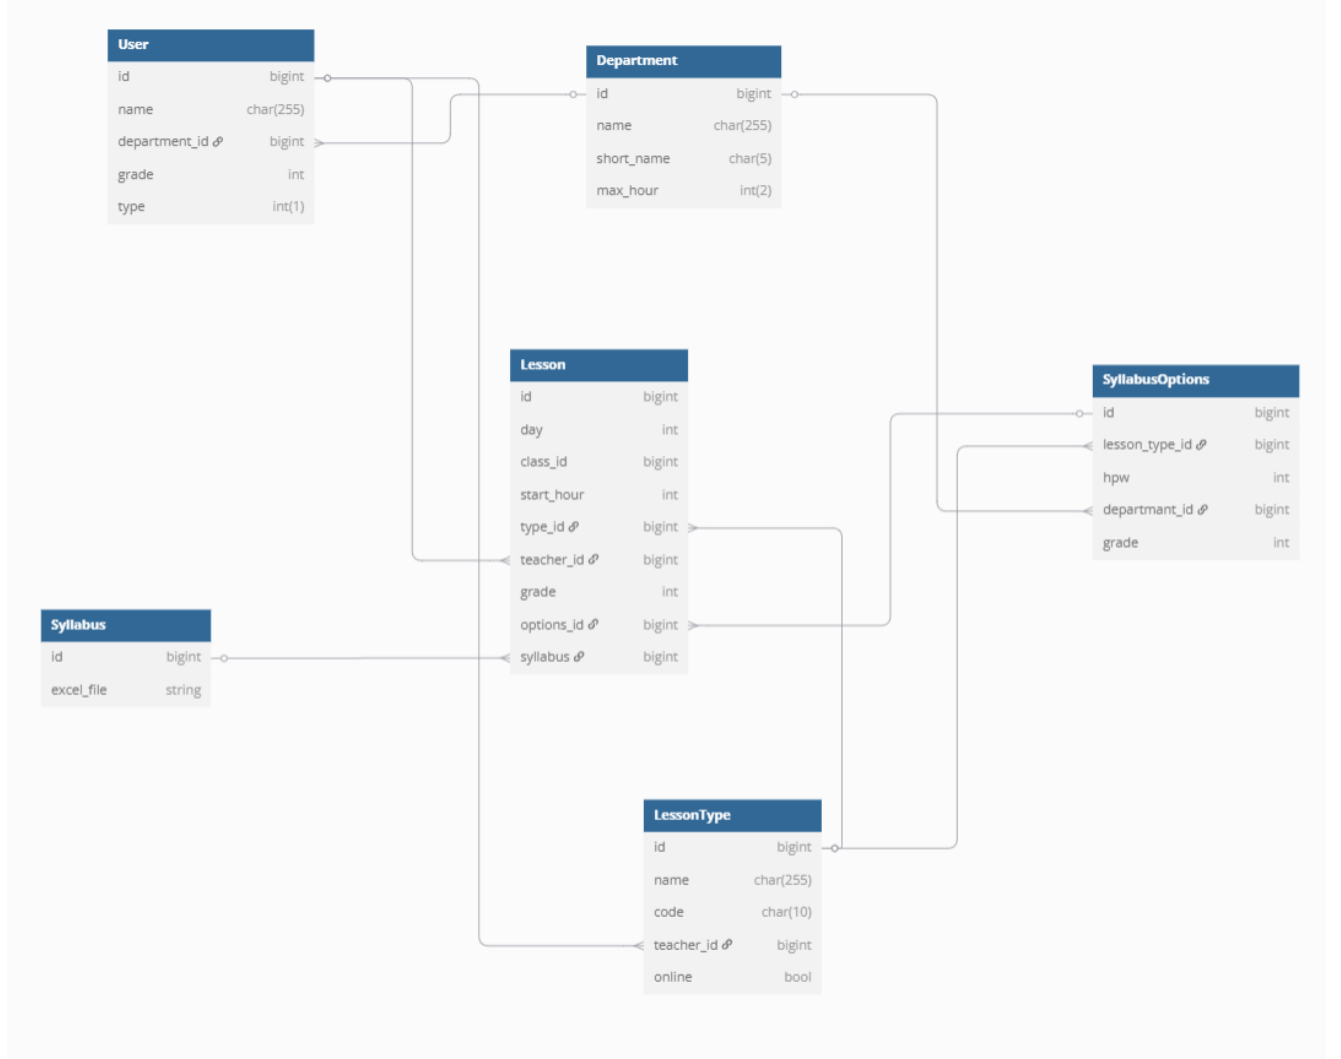 User
id bigint
name char(255)
department_id bigint
grade int
type int(1)
Department
id bigint
name char(255)
short_name char(5)
max_hour int(2)
Lesson
id bigint
day int
class_id bigint
start_hour int
type_id bigint
teacher_id bigint
grade int
options_id bigint
syllabus bigint
SyllabusOptions
id bigint
lesson_type_id bigint
hpw int
departmant_id bigint
grade int
Syllabus
id bigint
excel_file string
LessonType
id bigint
name char(255)
code char(10)
teacher_id bigint
online bool